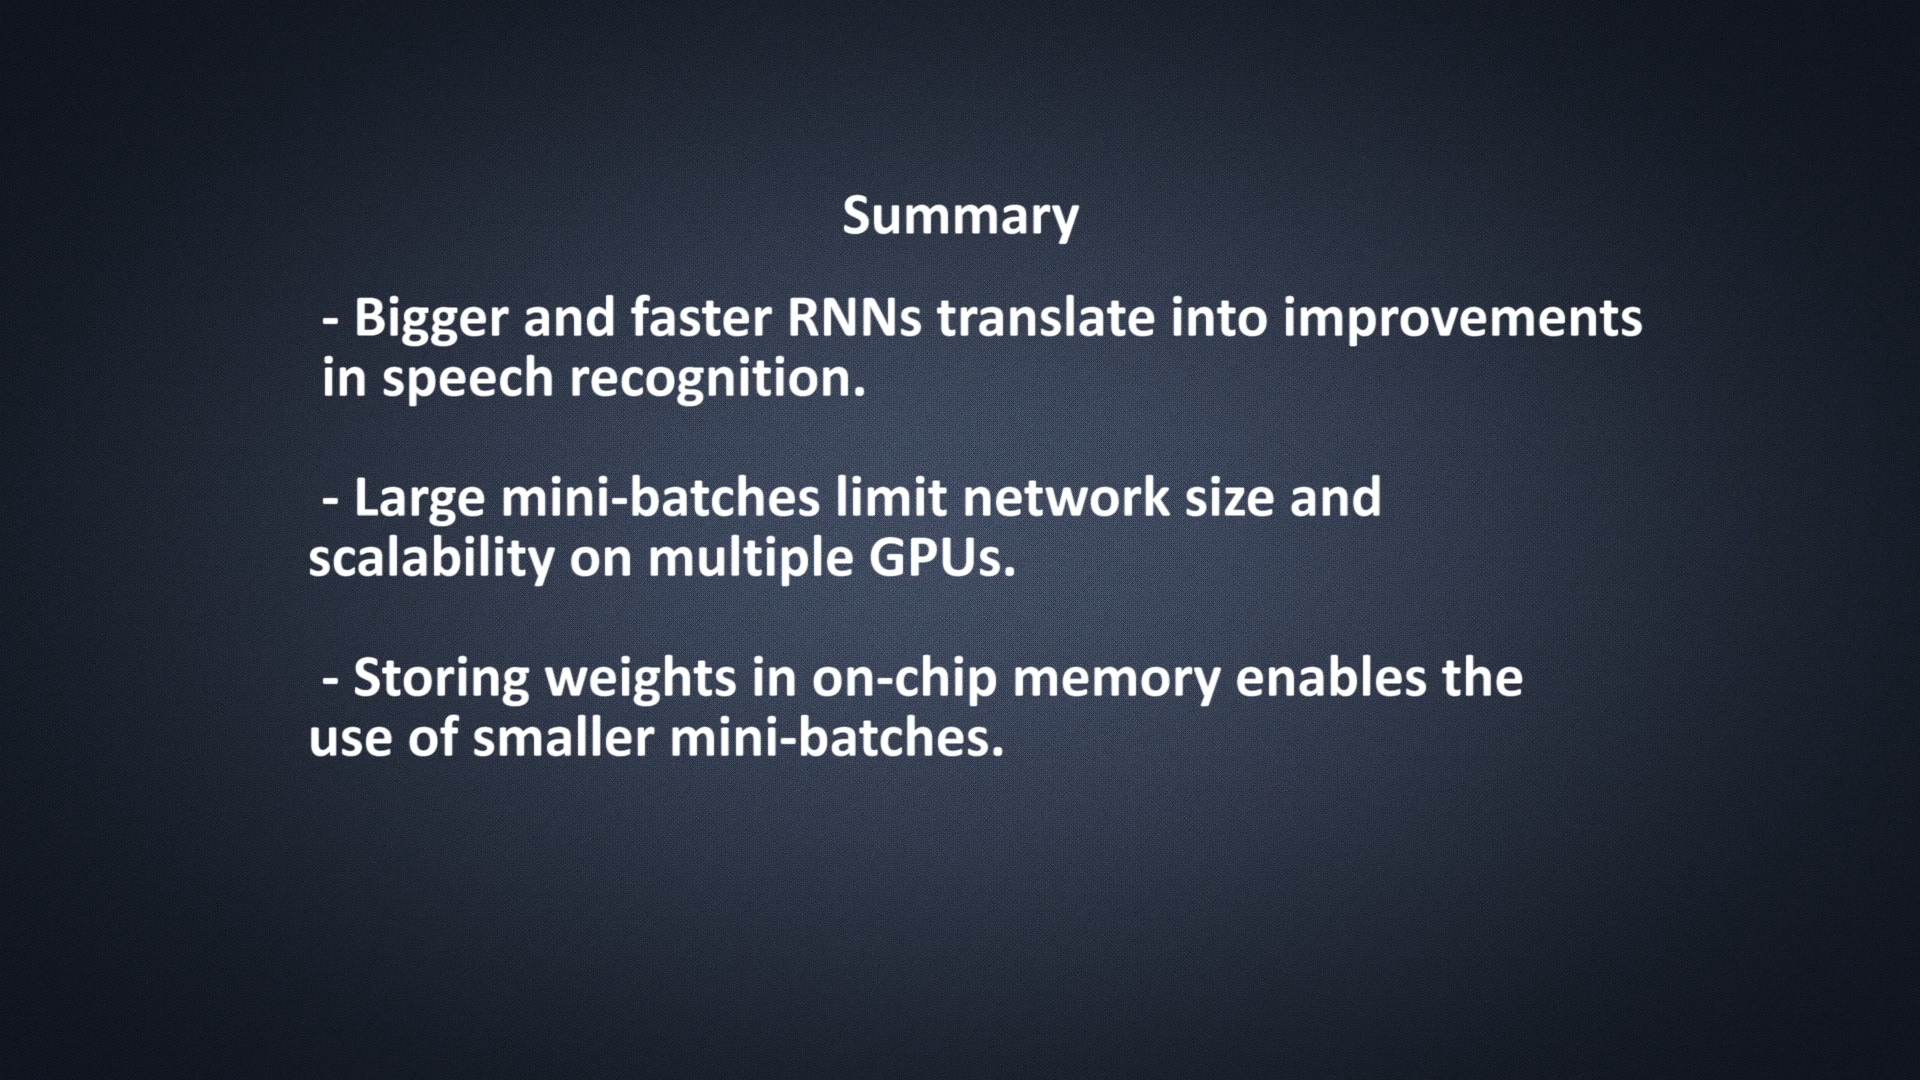 Summary
- Bigger and faster RNNs translate into improvements
in speech recognition.
- Large mini-batches limit network size and
scalability on multiple GPUs.
- Storing weights in on-chip memory enables the
use of smaller mini-batches.